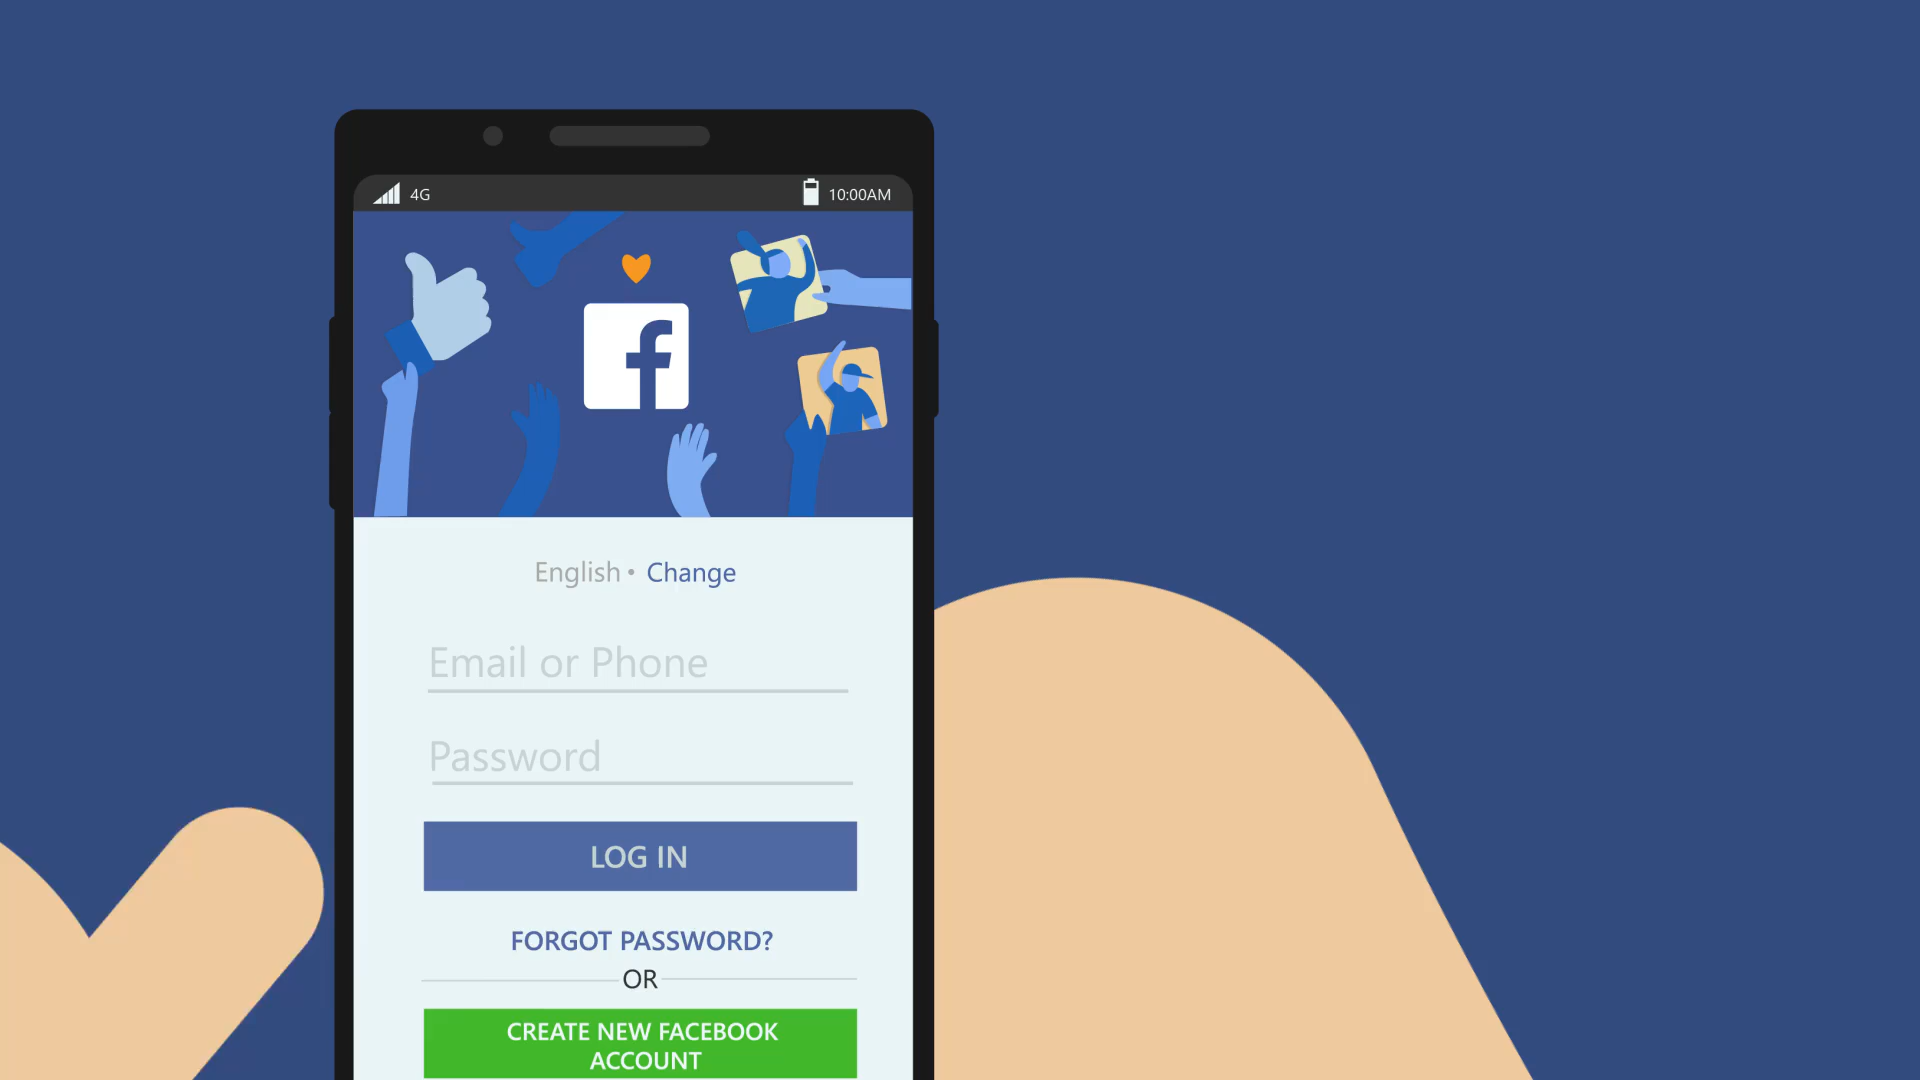 4G
10:00AM
English • Change
Email or Phone
Password
LOG IN
FORGOT PASSWORD?
OR
CREATE NEW FACEBOOK
ACCOUNT